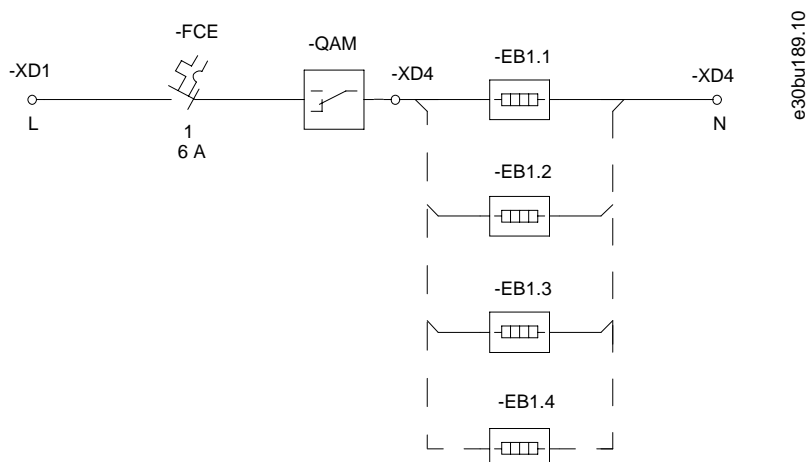 -FCE
-QAM
-EB1.1
-XD1
-XD4
-XD4
L
N
1
6 A
-EB1.2
-EB1.3
-EB1.4
e30bu189.10